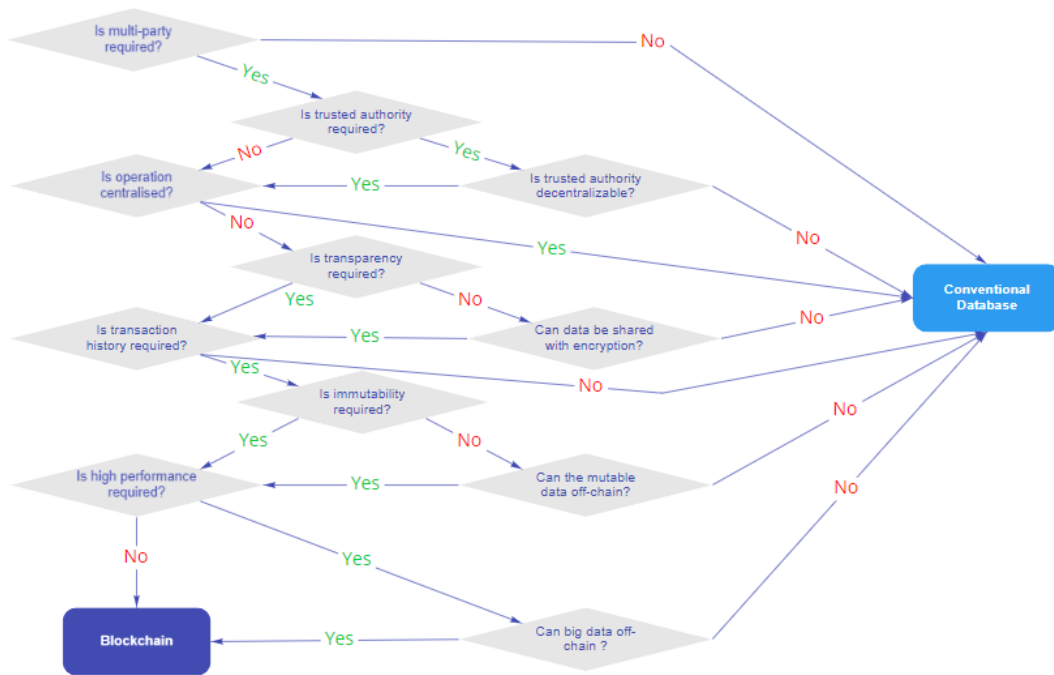 Is multi-party
required?
No
Yes
Is trusted authority
required?
No
Yes
Is operation
centralised?
Yes
Is trusted authority
decentralizable?
No
No
Yes
Is transparency
required?
Yes
No
Conventional
Database
Is transaction
history required?
Yes
Can data be shared
with encryption?
No
Yes
No
Is immutability
required?
Yes
No
No
Is high performance
required?
Yes
Can the mutable
data off-chain?
No
No
Yes
Blockchain
Yes
Can big data off-
chain ?